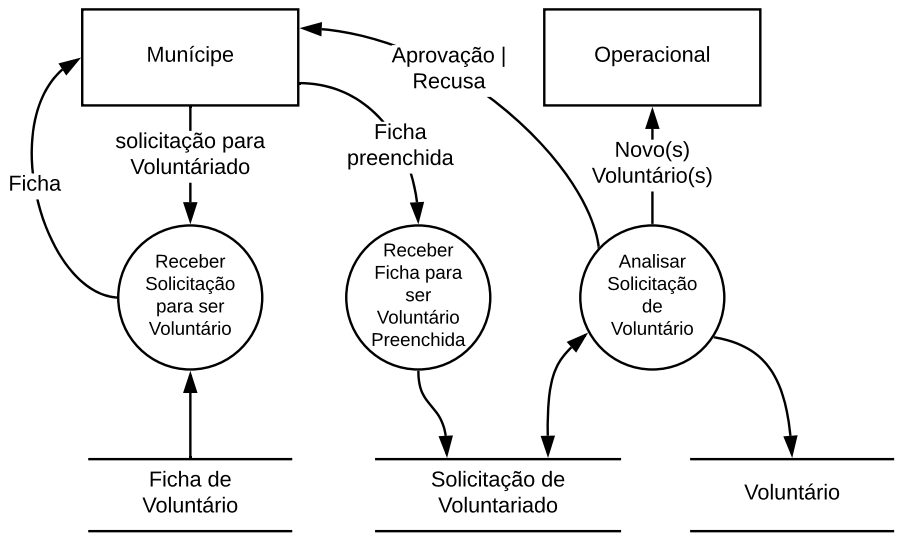 Munícipe
Aprovação |
Recusa
Operacional
solicitação para
Voluntáriado
Ficha
preenchida
Novo(s)
Voluntário(s)
Ficha
Receber
Solicitação
para ser
Voluntário
Receber
Ficha para
ser
Voluntário
Preenchida
Analisar
Solicitação
de
Voluntário
Ficha de
Voluntário
Solicitação de
Voluntariado
Voluntário